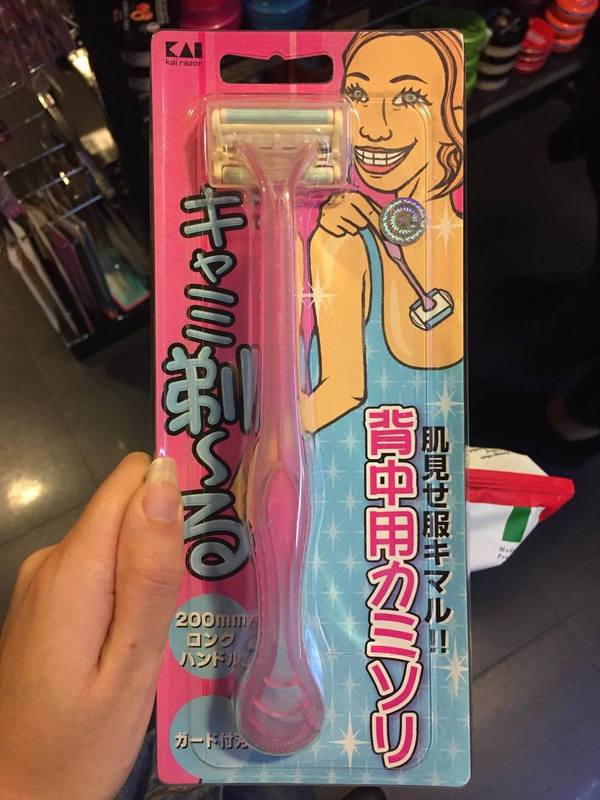 KAI
kai razor
キャミ剃〜る
肌見せ服キマル!!
背中用カミソリ
200mm
ロング
ハンドル
ガード付刃